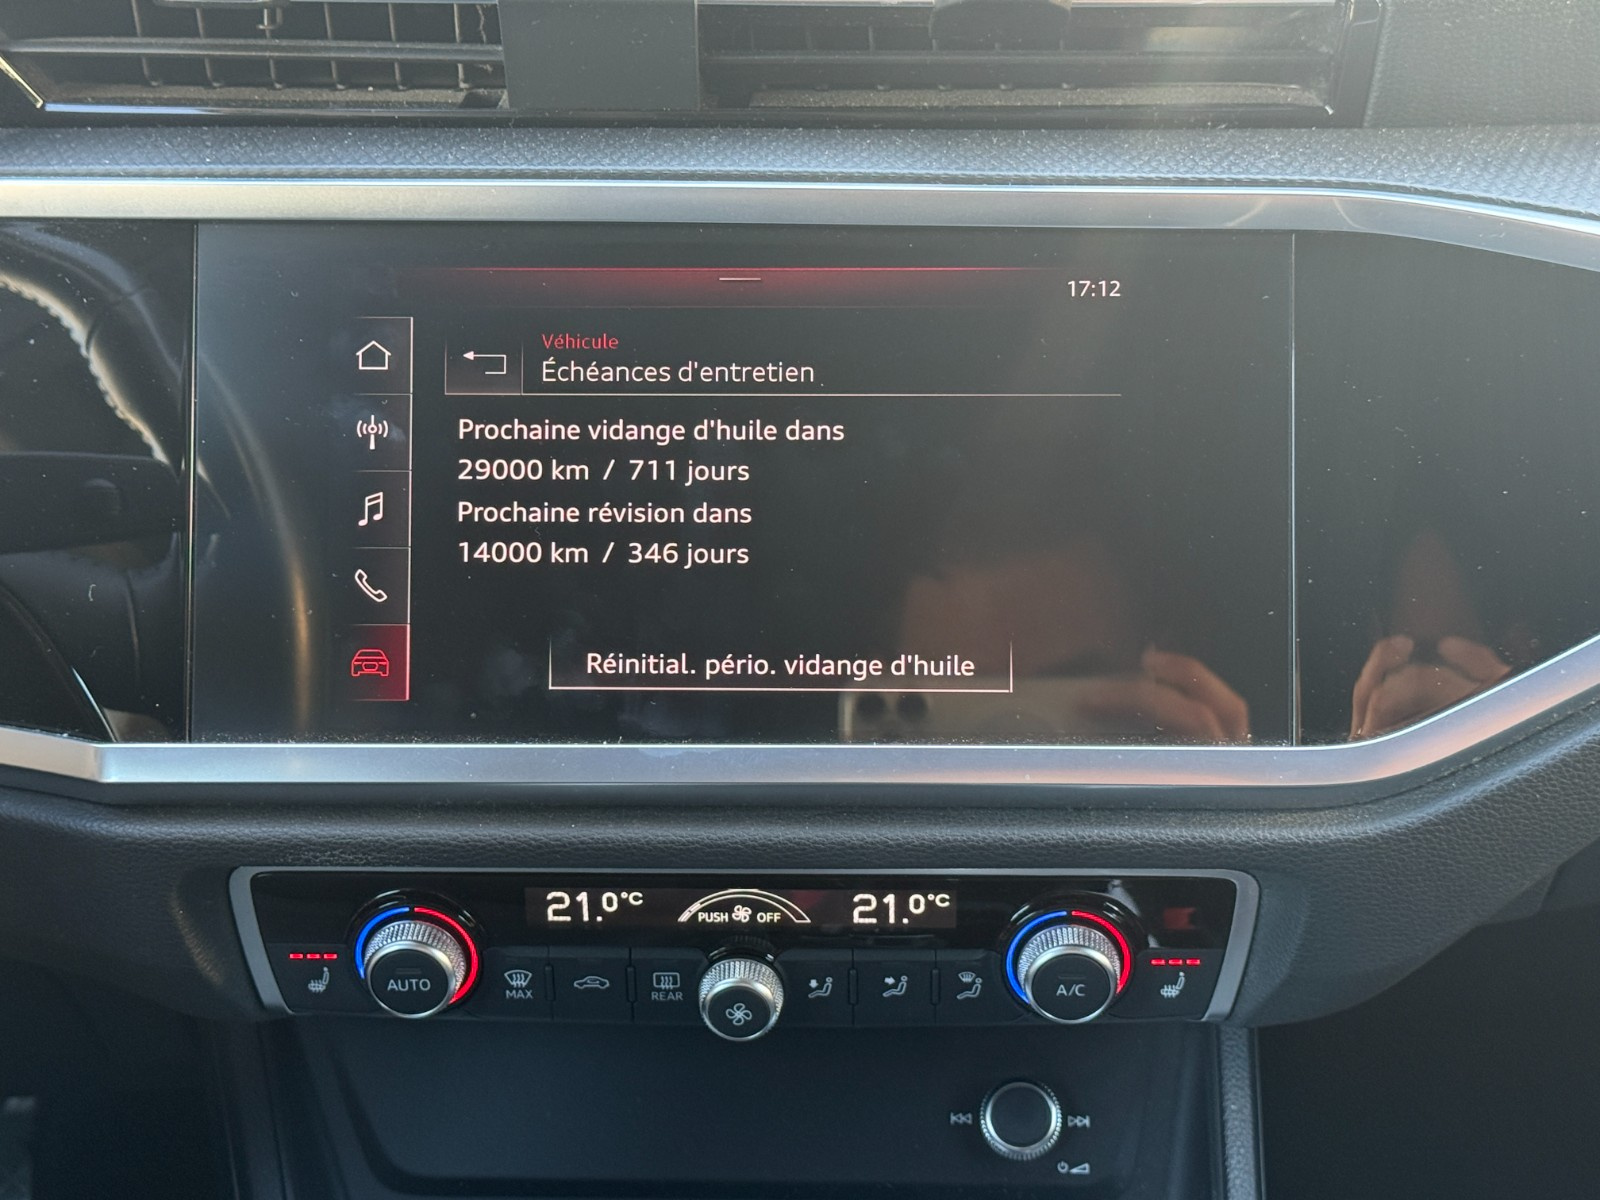 17:12
Véhicule
Échéances d'entretien
Prochaine vidange d'huile dans
29000 km / 711 jours
Prochaine révision dans
14000 km / 346 jours
Réinitial. pério. vidange d'huile
21.0°C
PUSH OFF
21.0°C
AUTO
MAX
REAR
A/C